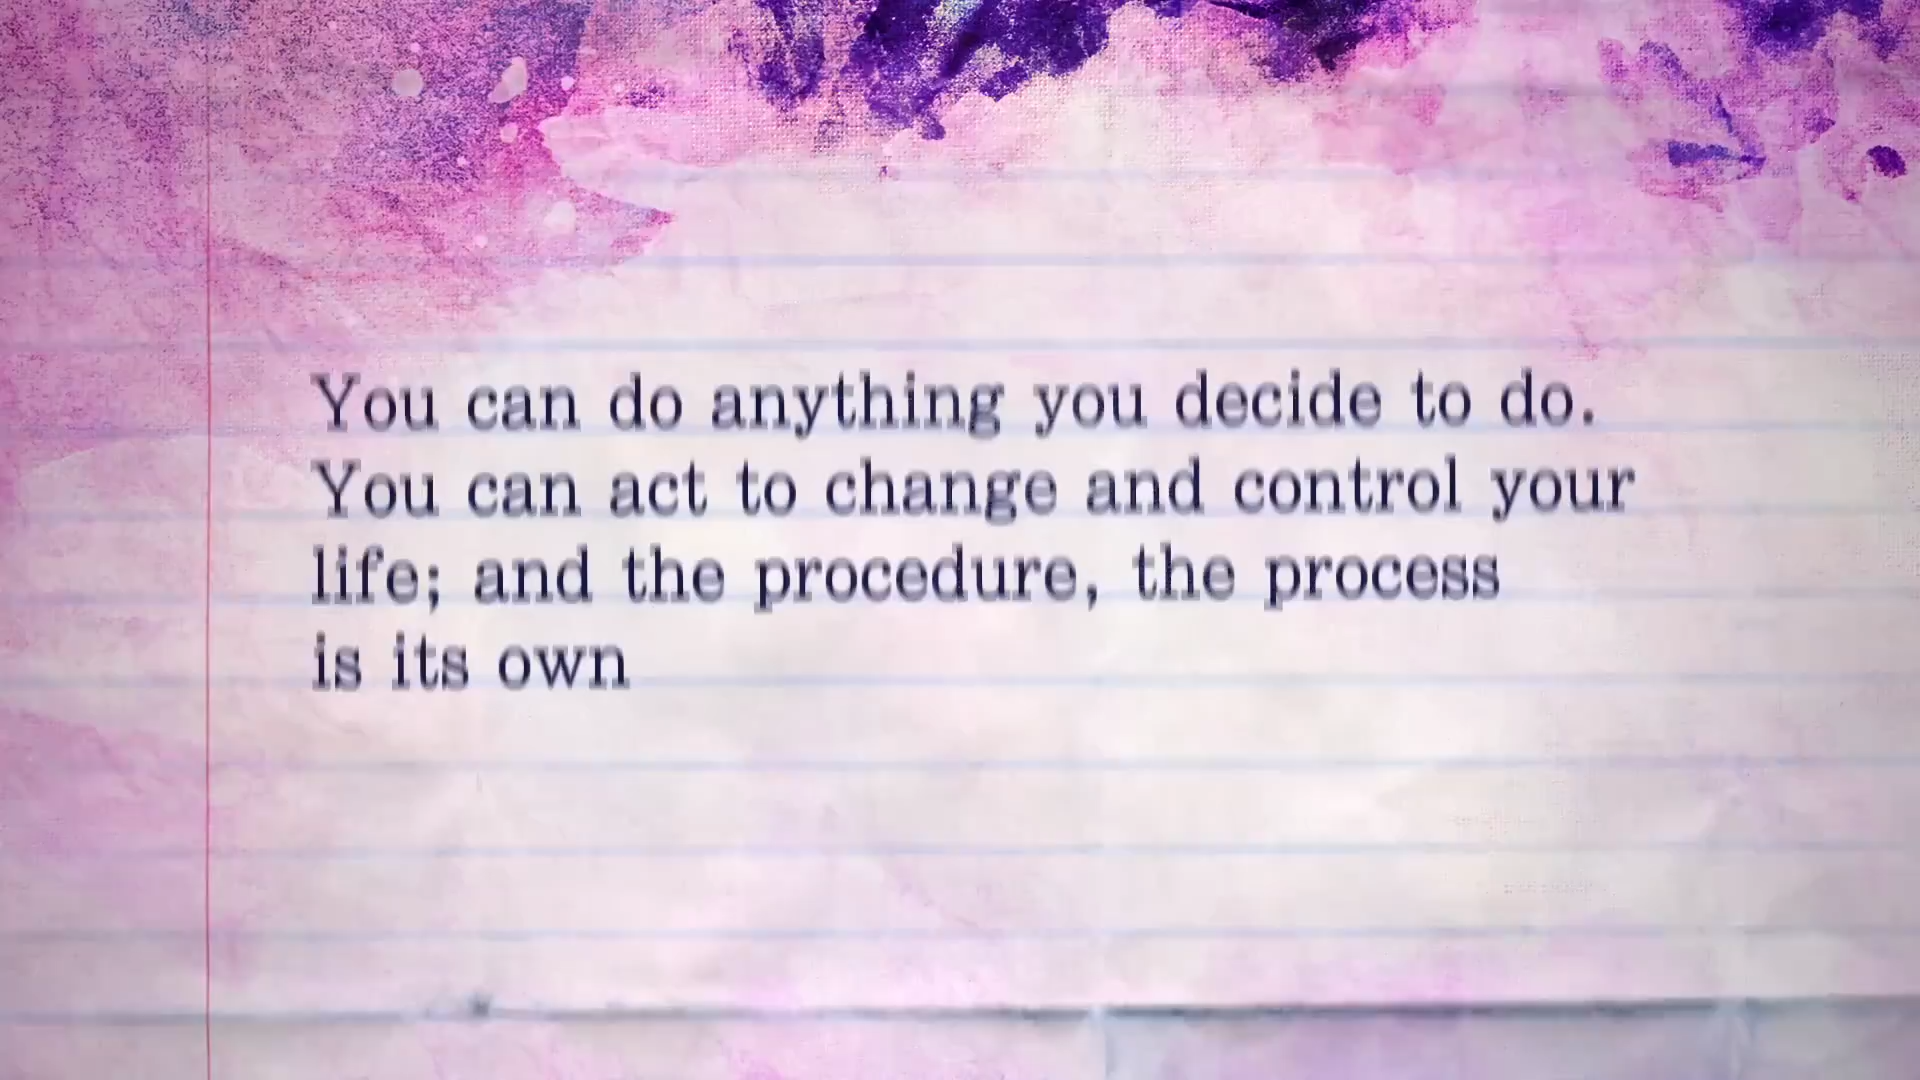 You can do anything you decide to do.
You can act to change and control your
life; and the procedure, the process
is its own